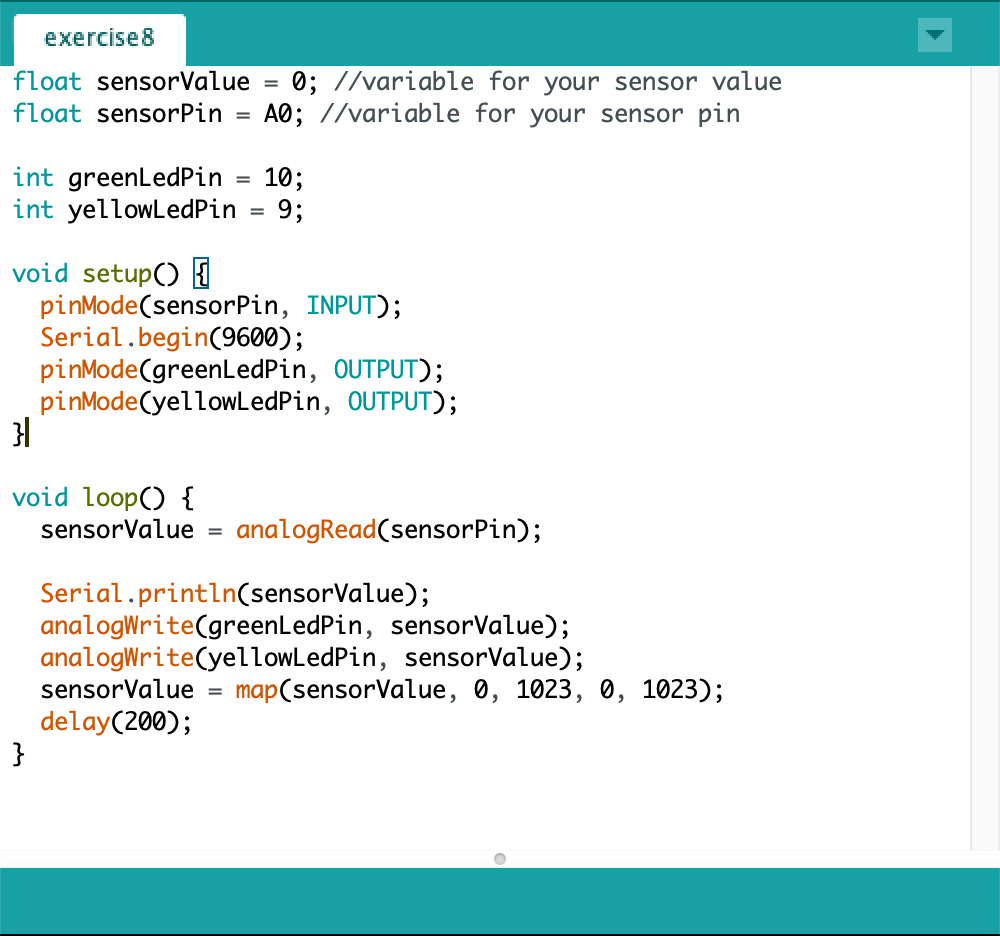 exercise8
float sensorValue = 0; //variable for your sensor value
float sensorPin = A0; //variable for your sensor pin
int greenLedPin = 10;
int yellowLedPin = 9;
void setup() {
  pinMode(sensorPin, INPUT);
  Serial.begin(9600);
  pinMode(greenLedPin, OUTPUT);
  pinMode(yellowLedPin, OUTPUT);
}
void loop() {
  sensorValue = analogRead(sensorPin);
  Serial.println(sensorValue);
  analogWrite(greenLedPin, sensorValue);
  analogWrite(yellowLedPin, sensorValue);
  sensorValue = map(sensorValue, 0, 1023, 0, 1023);
  delay(200);
}